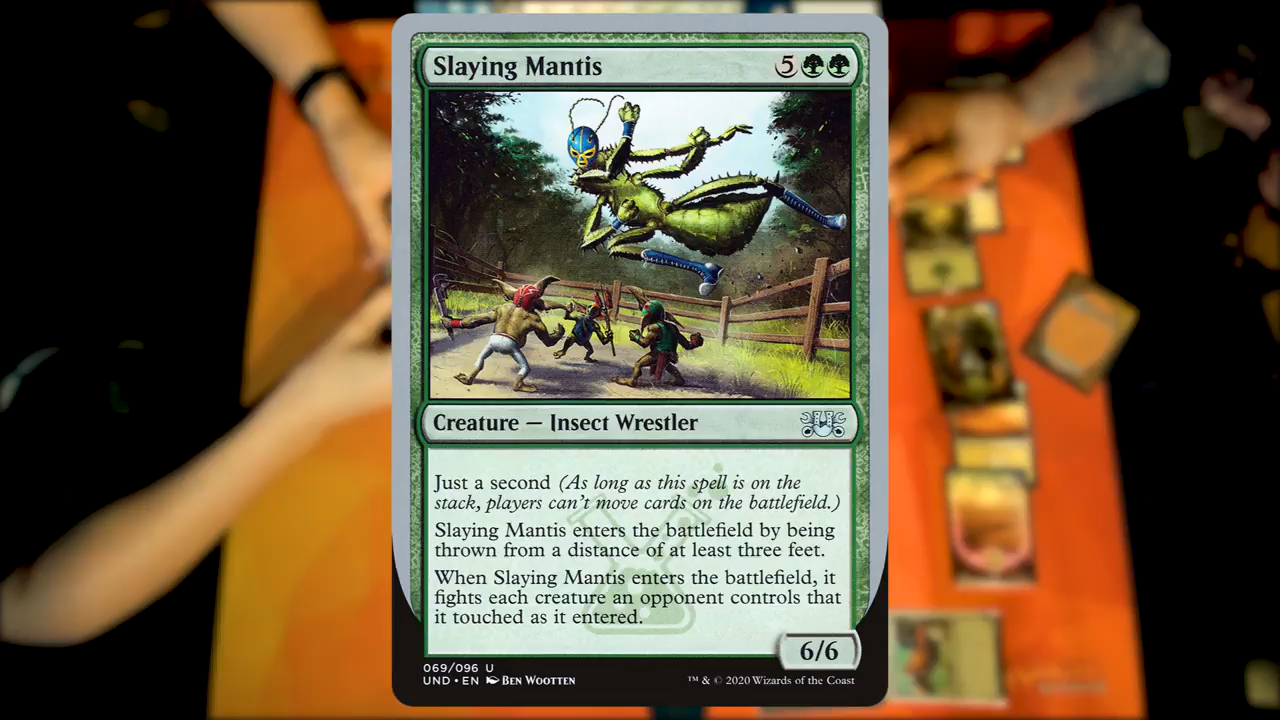 Slaying Mantis 5
Creature — Insect Wrestler
Just a second (As long as this spell is on the
stack, players can't move cards on the battlefield.)
Slaying Mantis enters the battlefield by being
thrown from a distance of at least three feet.
When Slaying Mantis enters the battlefield, it
fights each creature an opponent controls that
it touched as it entered.
6/6
069/096 U
UND • EN BEN WOOTTEN
™ & © 2020 Wizards of the Coast